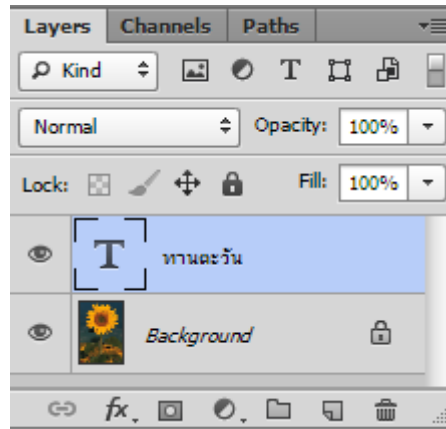 Layers Channels Paths
Kind T
Normal Opacity: 100%
Lock: Fill: 100%
T ทานตะวัน
Background
fx.